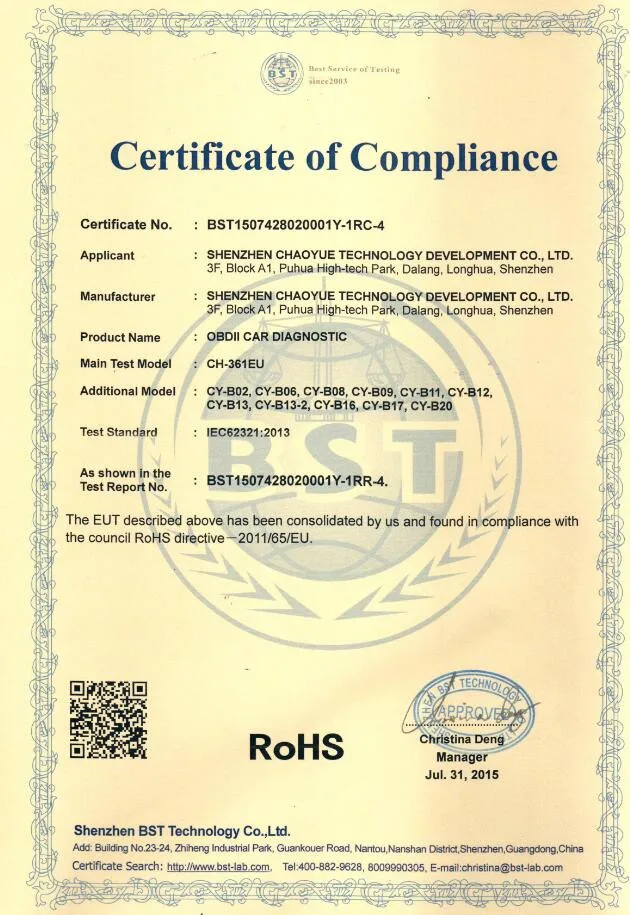 BST
Best Service of Testing
since2003
Certificate of Compliance
Certificate No. : BST1507428020001Y-1RC-4
Applicant : SHENZHEN CHAOYUE TECHNOLOGY DEVELOPMENT CO., LTD.
3F, Block A1, Puhua High-tech Park, Dalang, Longhua, Shenzhen
Manufacturer : SHENZHEN CHAOYUE TECHNOLOGY DEVELOPMENT CO., LTD.
3F, Block A1, Puhua High-tech Park, Dalang, Longhua, Shenzhen
Product Name : OBDII CAR DIAGNOSTIC
Main Test Model : CH-361EU
Additional Model : CY-B02, CY-B06, CY-B08, CY-B09, CY-B11, CY-B12,
CY-B13, CY-B13-2, CY-B16, CY-B17, CY-B20
Test Standard : IEC62321:2013
BST
As shown in the
Test Report No. : BST1507428020001Y-1RR-4.
The EUT described above has been consolidated by us and found in compliance with
the council RoHS directive—2011/65/EU.
BST TECHNOLOGY
APPROVED
RoHS
Christina Deng
Manager
Jul. 31, 2015
Shenzhen BST Technology Co.,Ltd.
Add: Building No.23-24, Zhiheng Industrial Park, Guankouer Road, Nantou,Nanshan District,Shenzhen,Guangdong,China
Certificate Search: http://www.bst-lab.com, Tel:400-882-9628, 8009990305, E-mail:christina@bst-lab.com